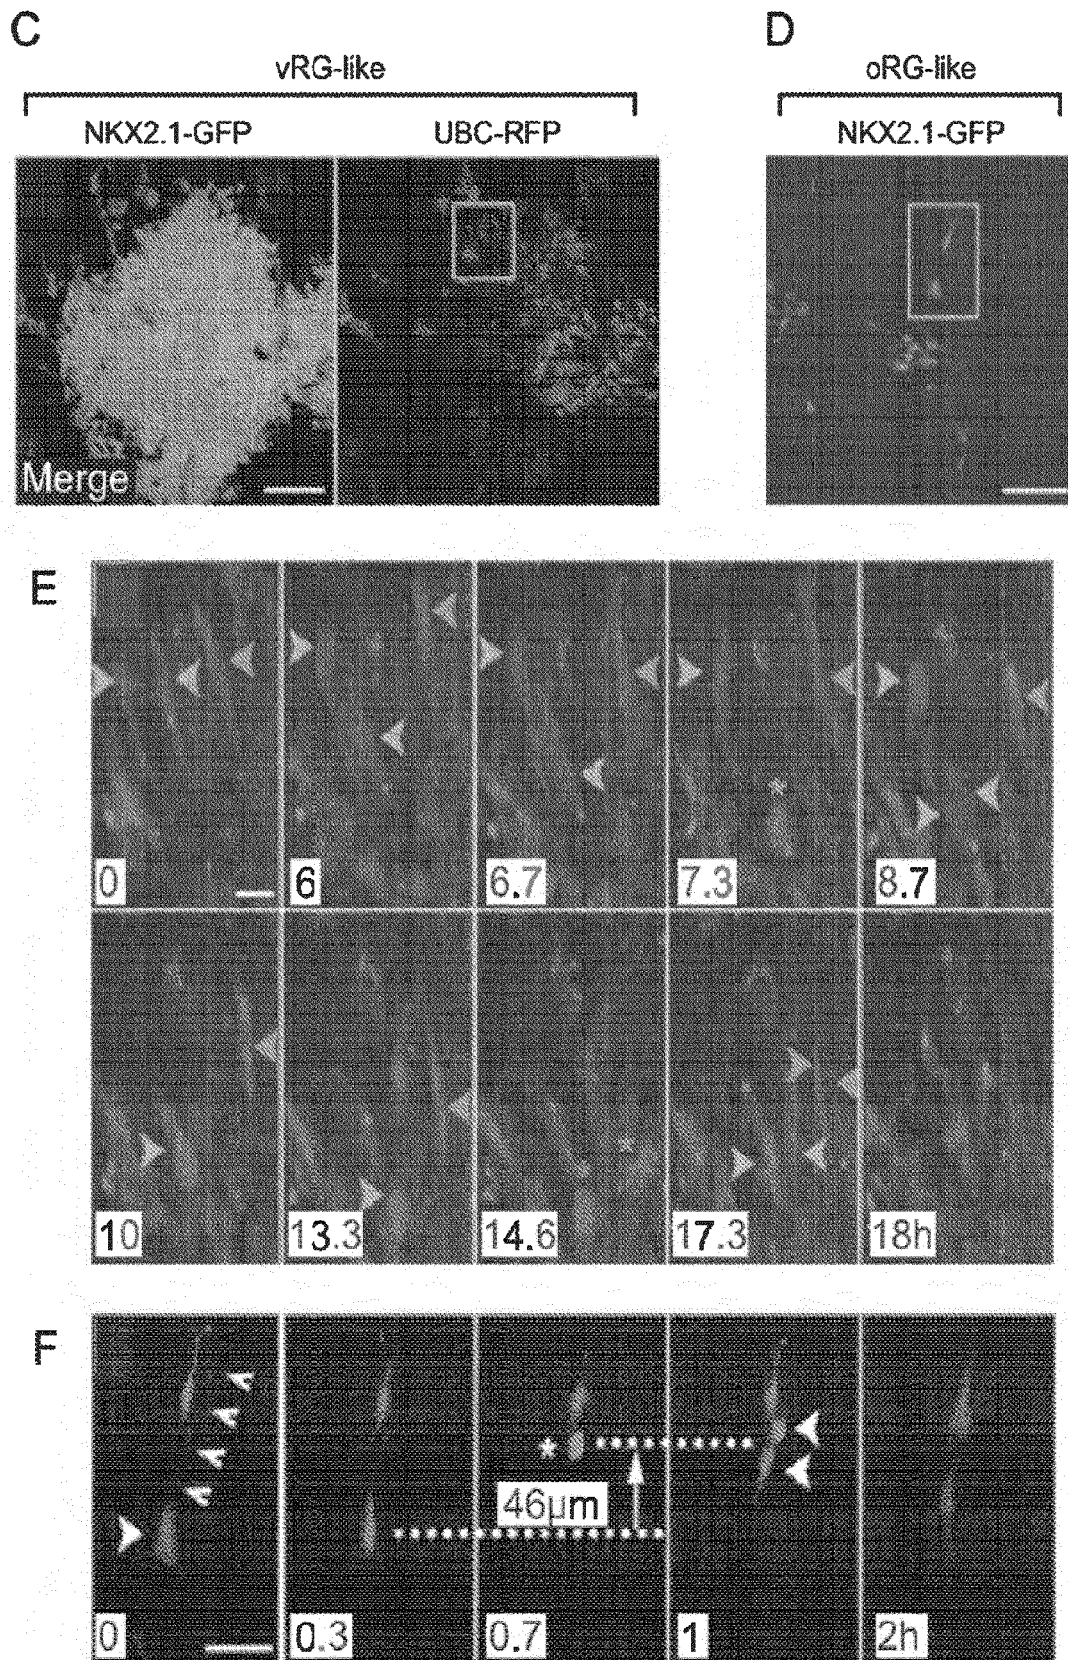 C
D
vRG-like
oRG-like
NKX2.1-GFP
UBC-RFP
NKX2.1-GFP
Merge
E
0
6
6.7
7.3
8.7
10
13.3
14.6
17.3
18h
F
46μm
0
0.3
0.7
1
2h